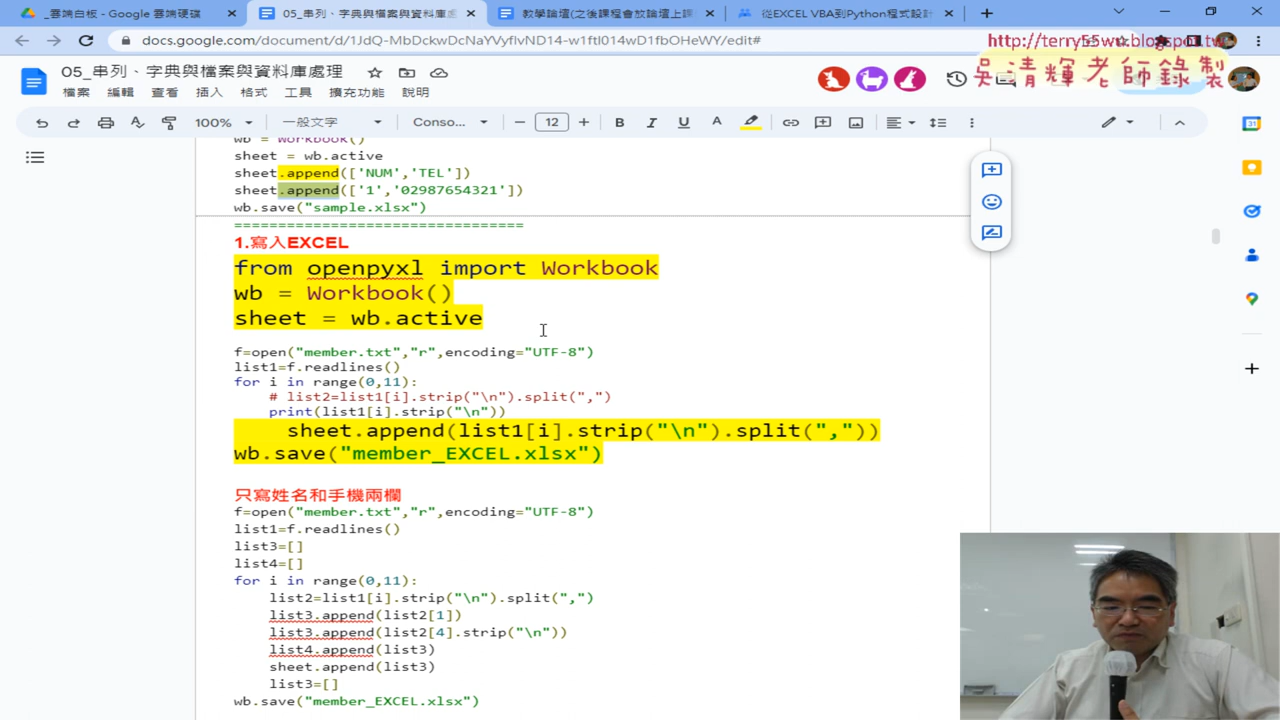 _雲端白板 - Google 雲端硬碟
05_串列、字典與檔案與資料庫處
教學論壇(之後課程會放論壇上課
從EXCEL VBA到Python程式設計
docs.google.com/document/d/1JdQ-MbDckwDcNaYVyflvND14-w1ftl014wD1fbOHeWY/edit#
http://terry55wu.blogspot.tw
吳清輝老師錄製
05_串列、字典與檔案與資料庫處理
檔案 編輯 查看 插入 格式 工具 擴充功能 說明
100% 一般文字 Conso... 12
wb = Workbook()
sheet = wb.active
sheet.append(['NUM','TEL'])
sheet.append(['1','02987654321'])
wb.save("sample.xlsx")
=================================
1.寫入EXCEL
from openpyxl import Workbook
wb = Workbook()
sheet = wb.active
f=open("member.txt","r",encoding="UTF-8")
list1=f.readlines()
for i in range(0,11):
# list2=list1[i].strip("\n").split(",")
print(list1[i].strip("\n"))
sheet.append(list1[i].strip("\n").split(","))
wb.save("member_EXCEL.xlsx")
只寫姓名和手機兩欄
f=open("member.txt","r",encoding="UTF-8")
list1=f.readlines()
list3=[]
list4=[]
for i in range(0,11):
list2=list1[i].strip("\n").split(",")
list3.append(list2[1])
list3.append(list2[4].strip("\n"))
list4.append(list3)
sheet.append(list3)
list3=[]
wb.save("member_EXCEL.xlsx")